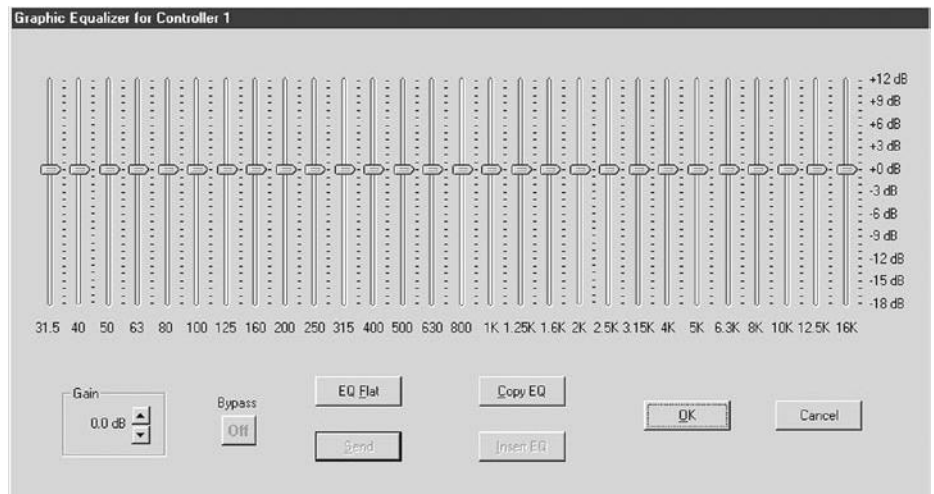 Graphic Equalizer for Controller 1
+12 dB
+9 dB
+6 dB
+3 dB
+0 dB
-3 dB
-6 dB
-9 dB
-12 dB
-15 dB
-18 dB
31.5 40 50 63 80 100 125 160 200 250 315 400 500 630 800 1K 1.25K 1.6K 2K 2.5K 3.15K 4K 5K 6.3K 8K 10K 12.5K 16K
Gain
0.0 dB
Bypass
Off
EQ Flat
Send
Copy EQ
Insert EQ
OK
Cancel